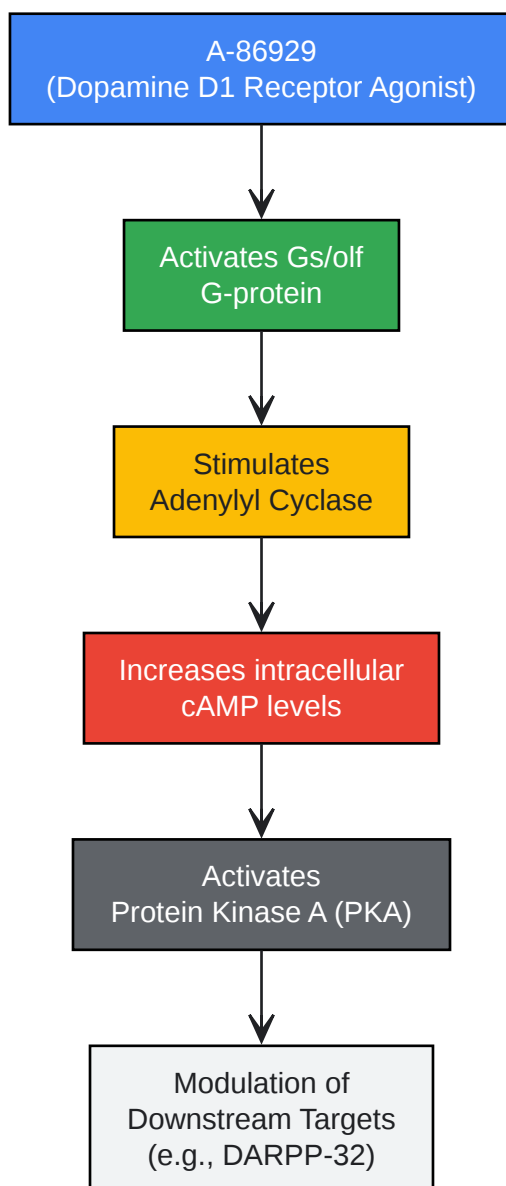 A-86929
(Dopamine D1 Receptor Agonist)
Activates Gs/olf
G-protein
Stimulates
Adenylyl Cyclase
Increases intracellular
cAMP levels
Activates
Protein Kinase A (PKA)
Modulation of
Downstream Targets
(e.g., DARPP-32)